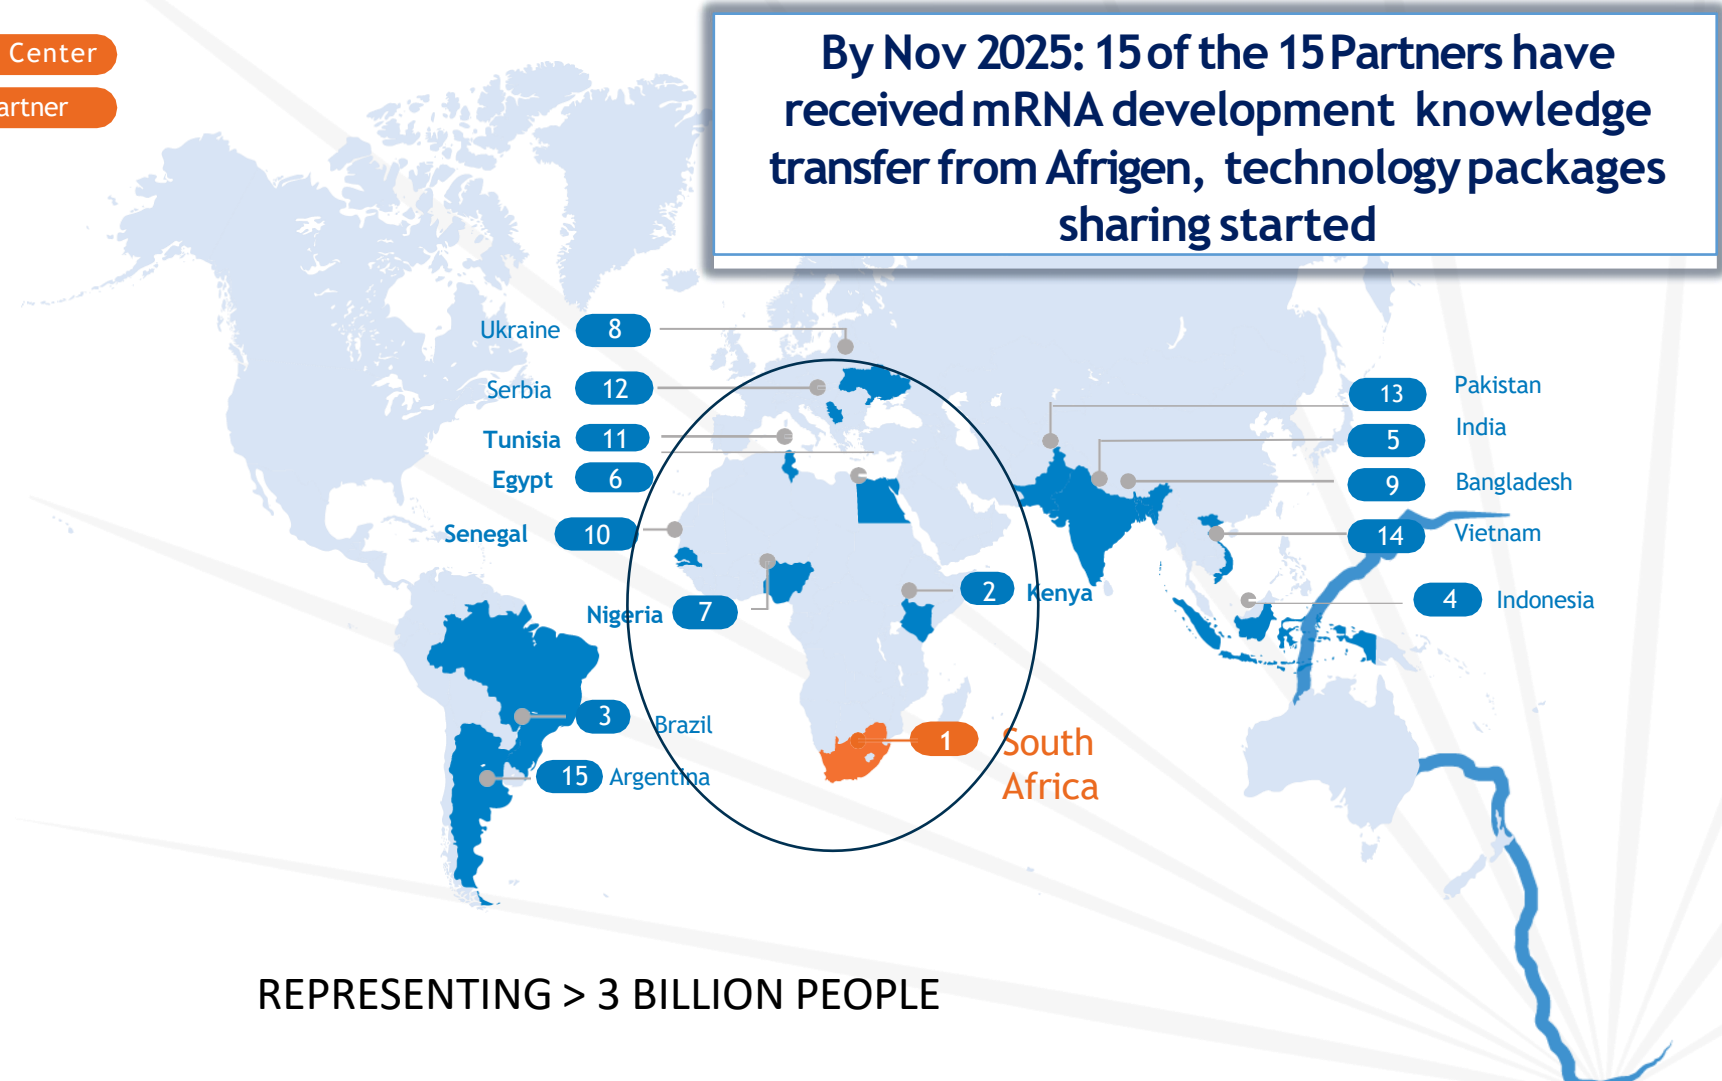 Center
artner
By Nov 2025: 15 of the 15 Partners have
received mRNA development knowledge
transfer from Afrigen, technology packages
sharing started
Ukraine 8
Serbia 12
Tunisia 11
Egypt 6
Senegal 10
Nigeria 7
2 Kenya
13 Pakistan
5 India
9 Bangladesh
14 Vietnam
4 Indonesia
3 Brazil
15 Argentina
1 South
Africa
REPRESENTING > 3 BILLION PEOPLE